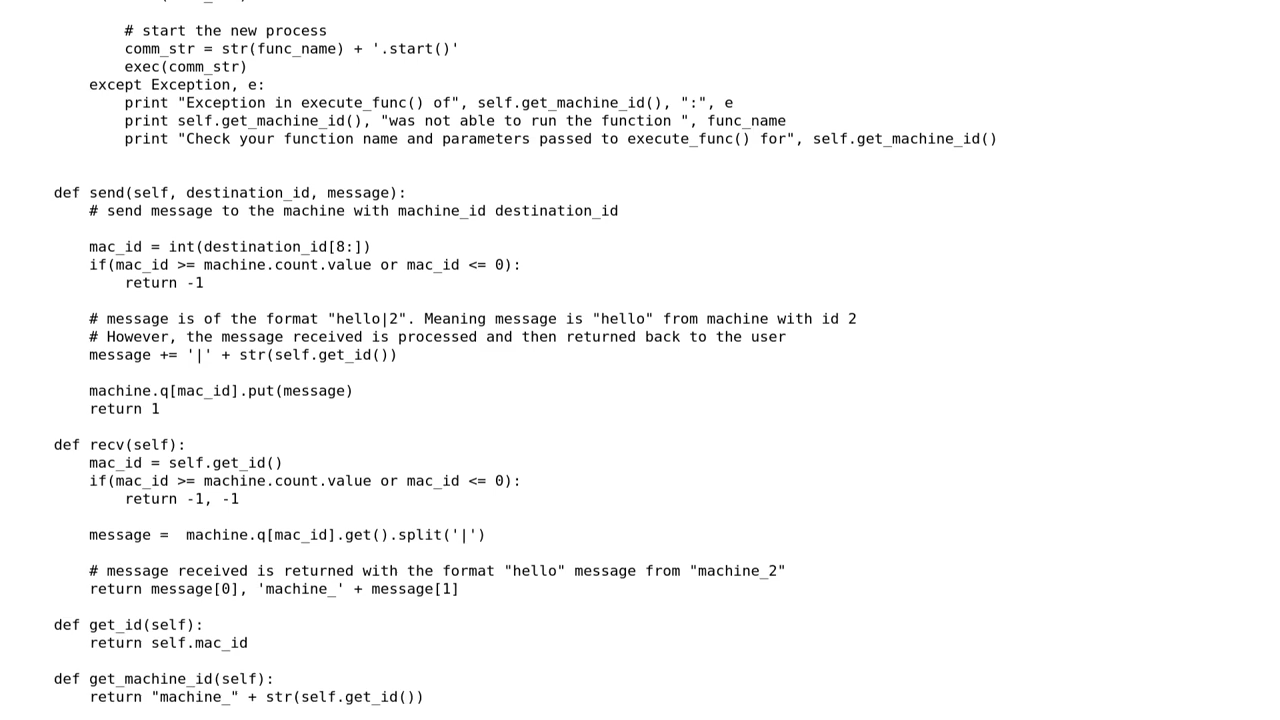 # start the new process
            comm_str = str(func_name) + '.start()'
            exec(comm_str)
        except Exception, e:
            print "Exception in execute_func() of", self.get_machine_id(), ":", e
            print self.get_machine_id(), "was not able to run the function ", func_name
            print "Check your function name and parameters passed to execute_func() for", self.get_machine_id()

    def send(self, destination_id, message):
        # send message to the machine with machine_id destination_id

        mac_id = int(destination_id[8:])
        if(mac_id >= machine.count.value or mac_id <= 0):
            return -1

        # message is of the format "hello|2". Meaning message is "hello" from machine with id 2
        # However, the message received is processed and then returned back to the user
        message += '|' + str(self.get_id())

        machine.q[mac_id].put(message)
        return 1

    def recv(self):
        mac_id = self.get_id()
        if(mac_id >= machine.count.value or mac_id <= 0):
            return -1, -1

        message =  machine.q[mac_id].get().split('|')

        # message received is returned with the format "hello" message from "machine_2"
        return message[0], 'machine_' + message[1]

    def get_id(self):
        return self.mac_id

    def get_machine_id(self):
        return "machine_" + str(self.get_id())